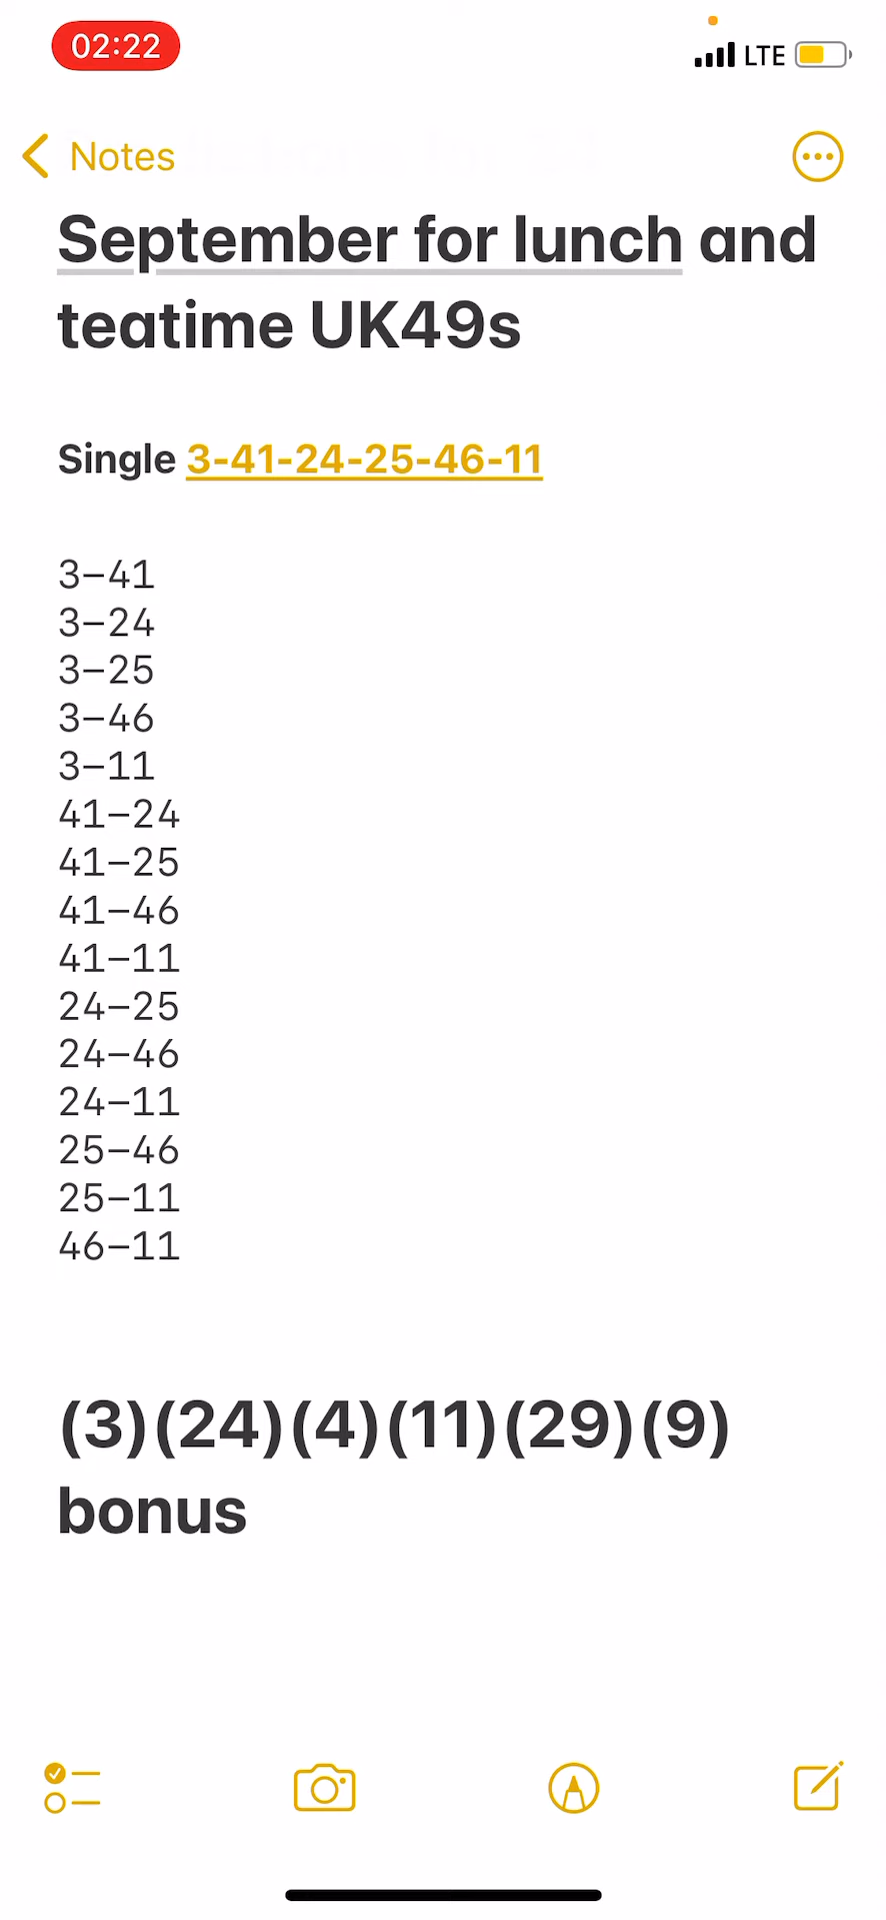 02:22
LTE
Notes
September for lunch and
teatime UK49s
Single 3-41-24-25-46-11
3–41
3–24
3–25
3–46
3–11
41–24
41–25
41–46
41–11
24–25
24–46
24–11
25–46
25–11
46–11
(3)(24)(4)(11)(29)(9)
bonus